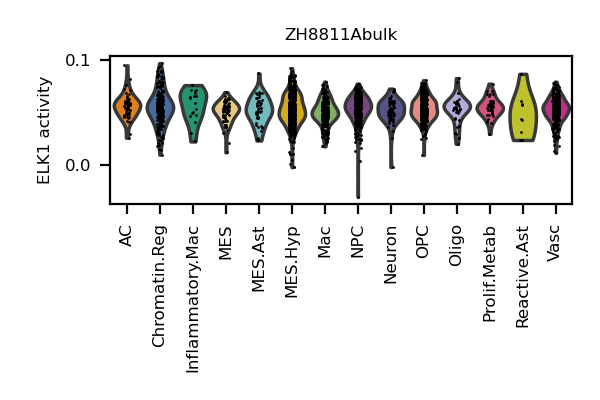 ZH8811Abulk
ELK1 activity
0.1
0.0
AC
Chromatin.Reg
Inflammatory.Mac
MES
MES.Ast
MES.Hyp
Mac
NPC
Neuron
OPC
Oligo
Prolif.Metab
Reactive.Ast
Vasc